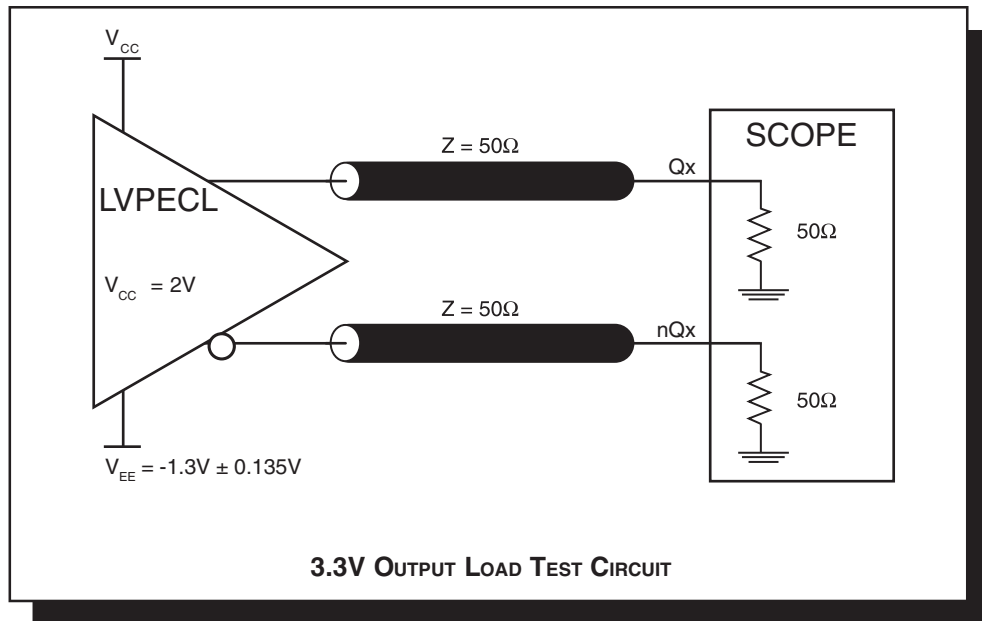 VCC
Z = 50Ω
SCOPE
Qx
LVPECL
50Ω
VCC = 2V
Z = 50Ω
nQx
50Ω
VEE = -1.3V ± 0.135V
3.3V OUTPUT LOAD TEST CIRCUIT